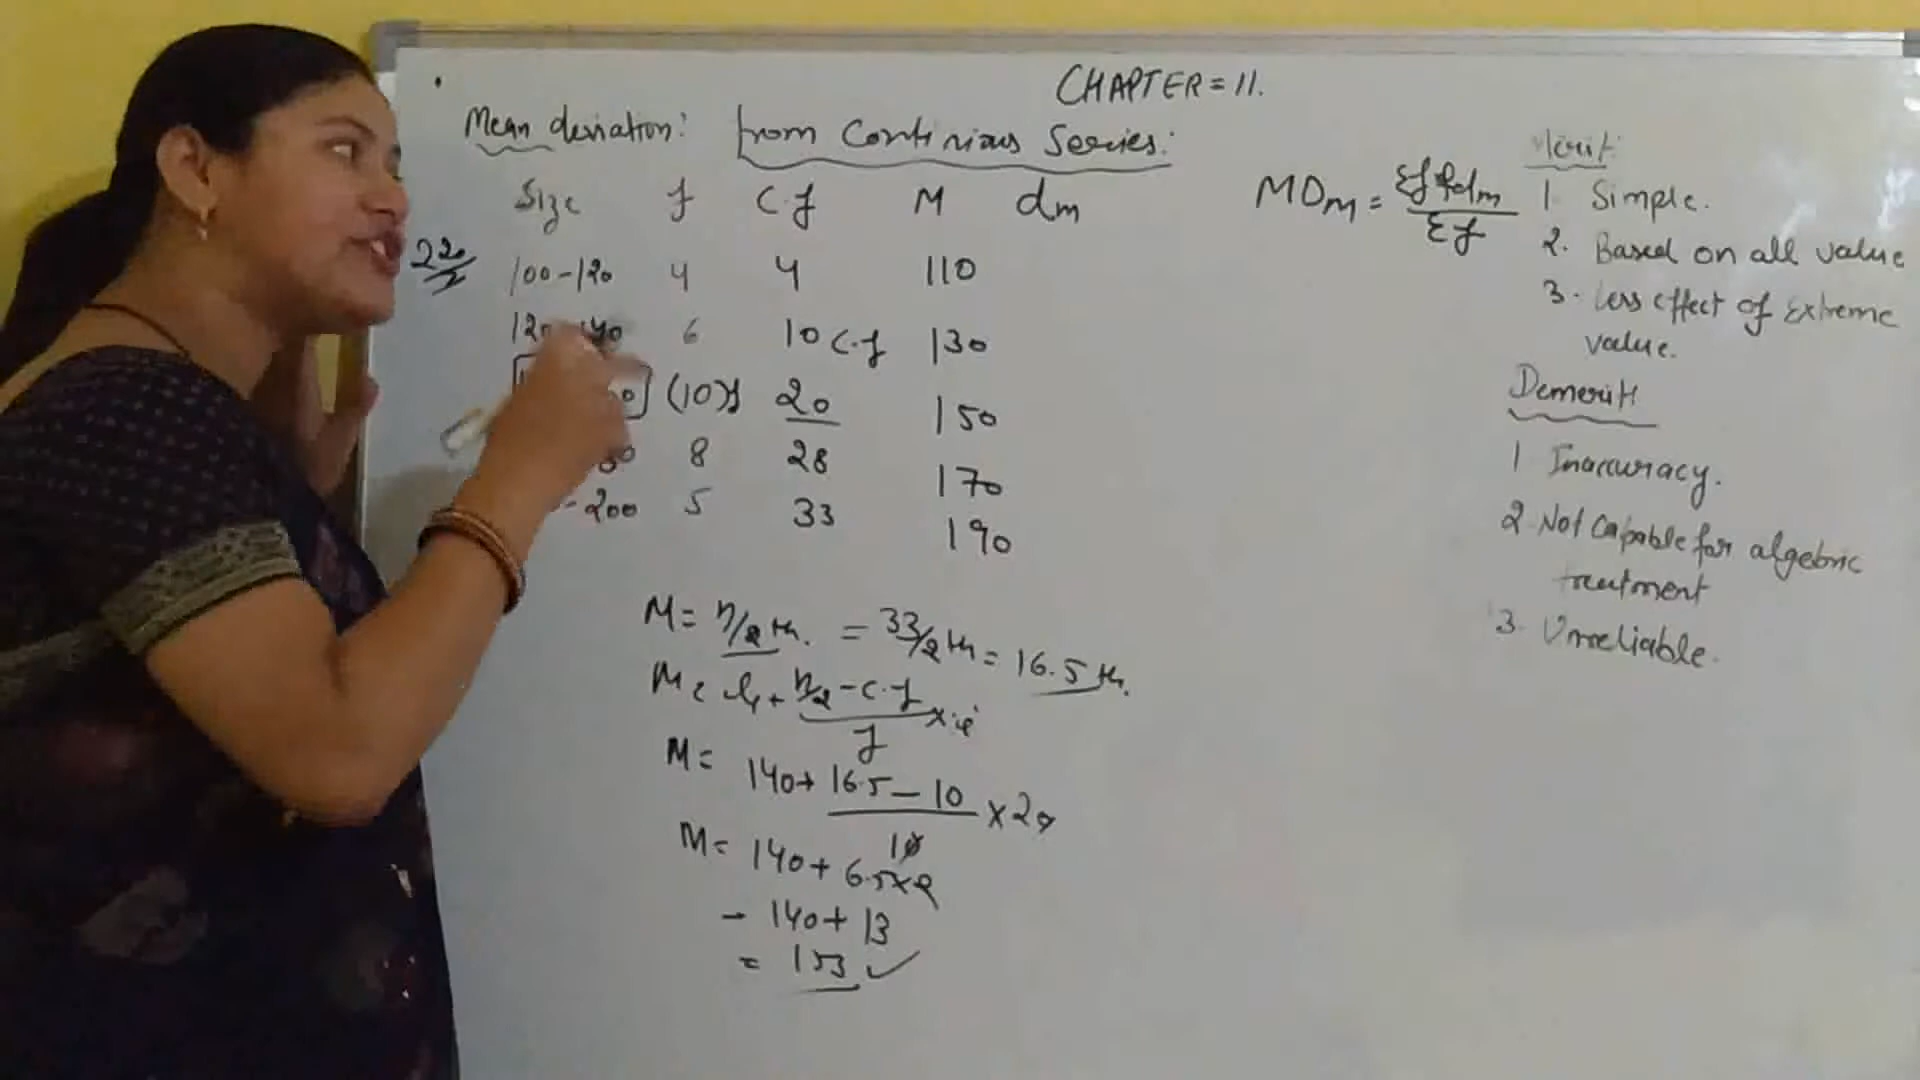 CHAPTER = 11.
Mean deviation: from Continious Series:
Size f C.f M dm
220/2
100-120 4 4 110
120-140 6 10 C.f 130
(10)f 20 150
8 28 170
-200 5 33 190
M = n/2 th. = 33/2 th = 16.5 th.
M = l1 + n/2 - c.f / f × i
M = 140 + 16.5 - 10 / 10 × 20
M = 140 + 6.5 × 2
= 140 + 13
= 153 ✓
MDm = Σf dm / Σf
Merit:
1. Simple.
2. Based on all value
3. Less effect of Extreme
value.
Demerit
1 Inaccuracy.
2. Not Capable for algebric
treatment
3. Unreliable.